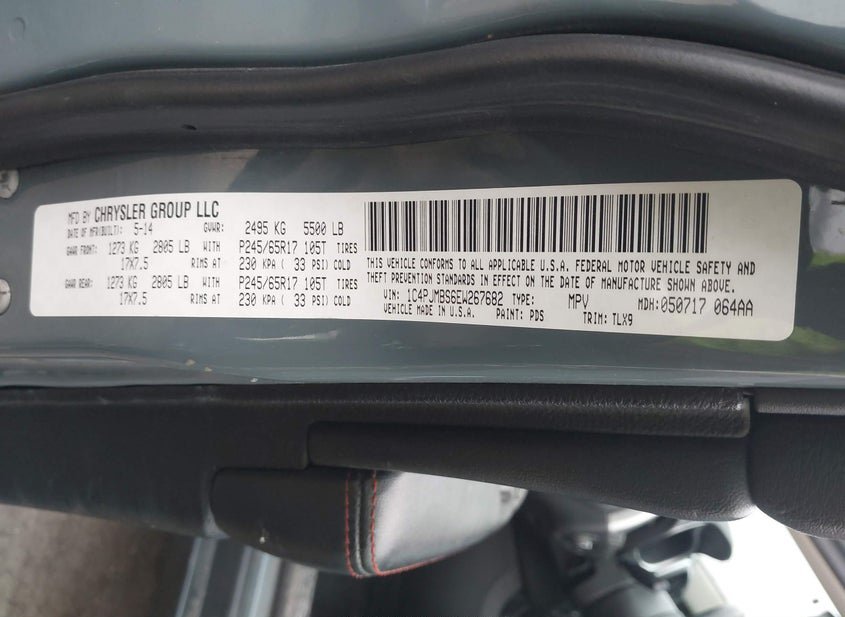 MFD BY CHRYSLER GROUP LLC
DATE OF MFR(BUILT): 5-14 GVWR: 2495 KG 5500 LB
GAWR FRONT: 1273 KG 2805 LB WITH P245/65R17 105T TIRES
17X7.5 RIMS AT 230 KPA ( 33 PSI) COLD
GAWR REAR: 1273 KG 2805 LB WITH P245/65R17 105T TIRES
17X7.5 RIMS AT 230 KPA ( 33 PSI) COLD
THIS VEHICLE CONFORMS TO ALL APPLICABLE U.S.A. FEDERAL MOTOR VEHICLE SAFETY AND
THEFT PREVENTION STANDARDS IN EFFECT ON THE DATE OF MANUFACTURE SHOWN ABOVE.
VIN: 1C4PJMBS6EW267682 TYPE: MPV MDH: 050717 064AA
VEHICLE MADE IN U.S.A. PAINT: PDS TRIM: TLX9